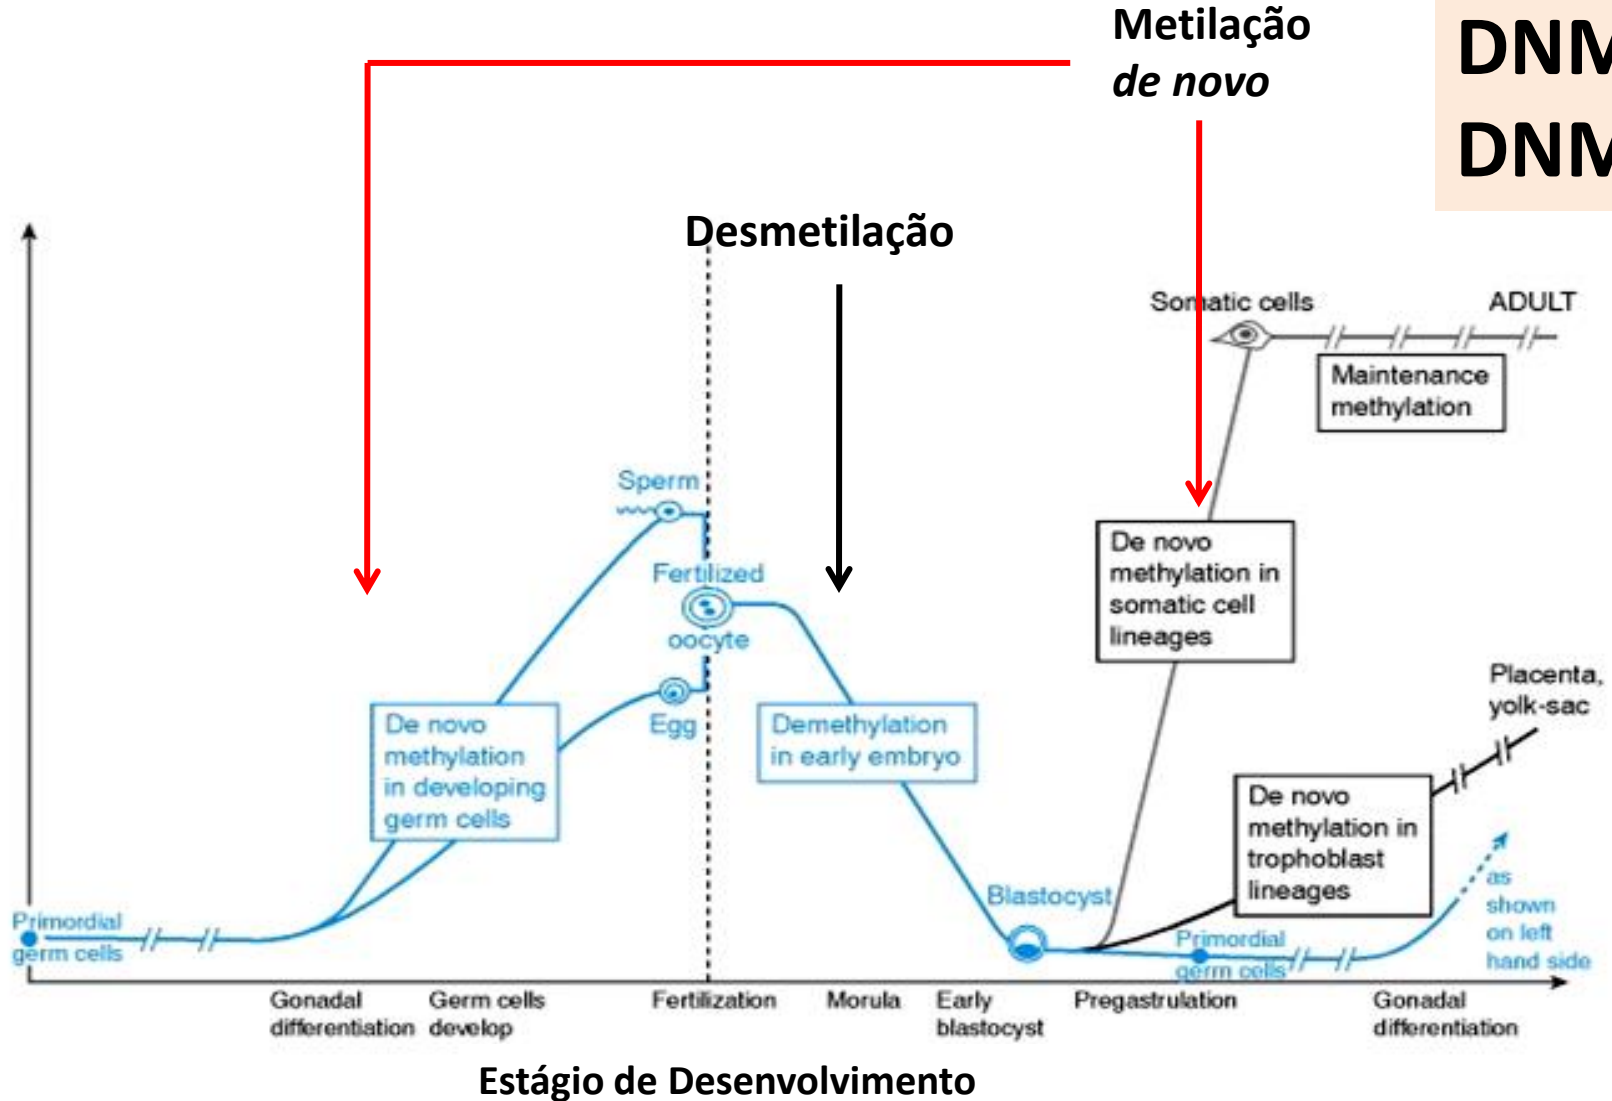 Metilação
de novo
DNM
DNM
Desmetilação
Somatic cells
ADULT
Maintenance
methylation
Sperm
Fertilized
oocyte
Egg
De novo
methylation in
somatic cell
lineages
De novo
methylation
in developing
germ cells
Demethylation
in early embryo
Placenta,
yolk-sac
De novo
methylation in
trophoblast
lineages
Blastocyst
as
shown
on left
hand side
Primordial
germ cells
Primordial
germ cells
Gonadal
differentiation
Germ cells
develop
Fertilization
Morula
Early
blastocyst
Pregastrulation
Gonadal
differentiation
Estágio de Desenvolvimento